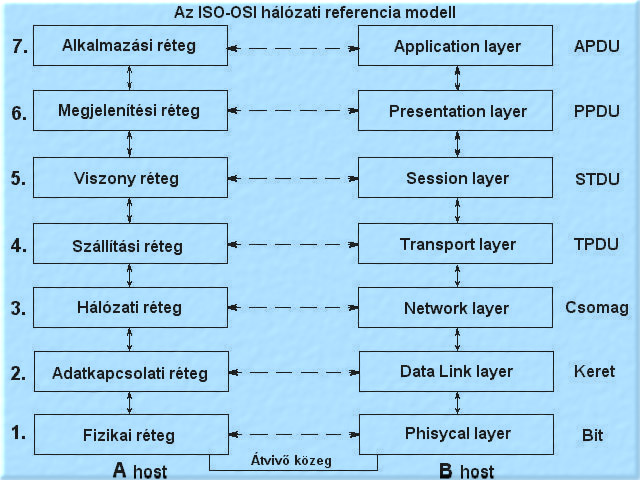 Az ISO-OSI hálózati referencia modell
7. Alkalmazási réteg Application layer APDU
6. Megjelenítési réteg Presentation layer PPDU
5. Viszony réteg Session layer STDU
4. Szállítási réteg Transport layer TPDU
3. Hálózati réteg Network layer Csomag
2. Adatkapcsolati réteg Data Link layer Keret
1. Fizikai réteg Phisycal layer Bit
Átvivő közeg
A host B host